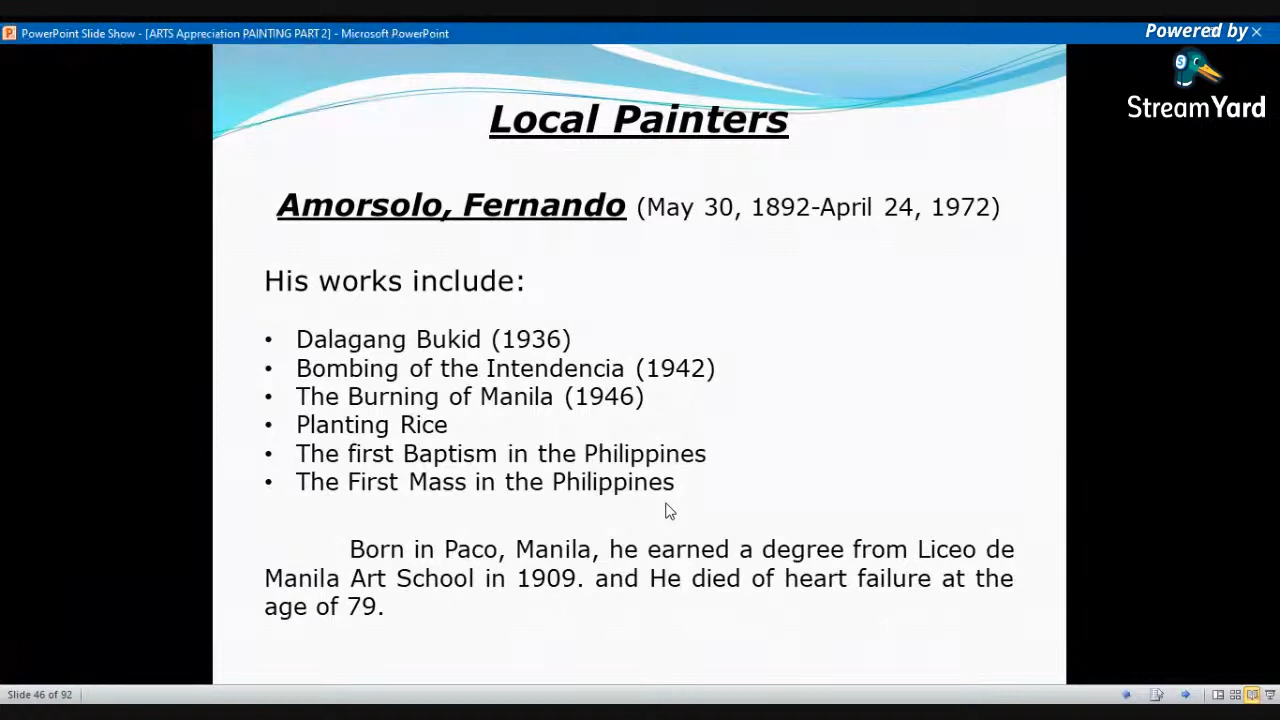 PowerPoint Slide Show - [ARTS Appreciation PAINTING PART 2] - Microsoft PowerPoint
Powered by
StreamYard
Local Painters
Amorsolo, Fernando (May 30, 1892-April 24, 1972)
His works include:
• Dalagang Bukid (1936)
• Bombing of the Intendencia (1942)
• The Burning of Manila (1946)
• Planting Rice
• The first Baptism in the Philippines
• The First Mass in the Philippines
Born in Paco, Manila, he earned a degree from Liceo de
Manila Art School in 1909. and He died of heart failure at the
age of 79.
Slide 46 of 92